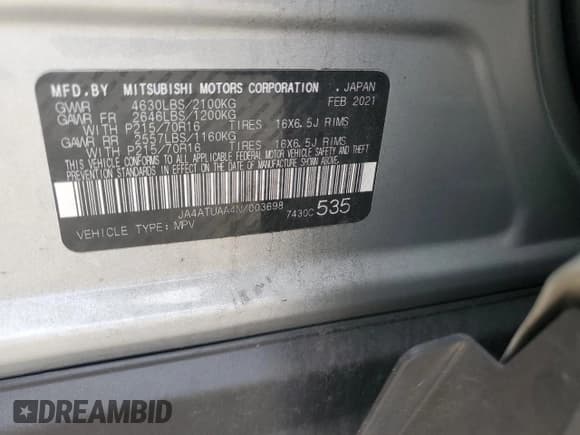 MFD.BY MITSUBISHI MOTORS CORPORATION , JAPAN
GVWR 4630LBS/2100KG FEB 2021
GAWR FR 2646LBS/1200KG
WITH P215/70R16 TIRES 16X6.5J RIMS
GAWR RR 2557LBS/1160KG
WITH P215/70R16 TIRES 16X6.5J RIMS
THIS VEHICLE CONFORMS TO ALL APPLICABLE FEDERAL MOTOR VEHICLE SAFETY AND THEFT
PREVENTION STANDARDS IN EFFECT ON THE DATE OF MANUFACTURE SHOWN ABOVE.
7430C 535
VEHICLE TYPE: MPV
DREAMBID